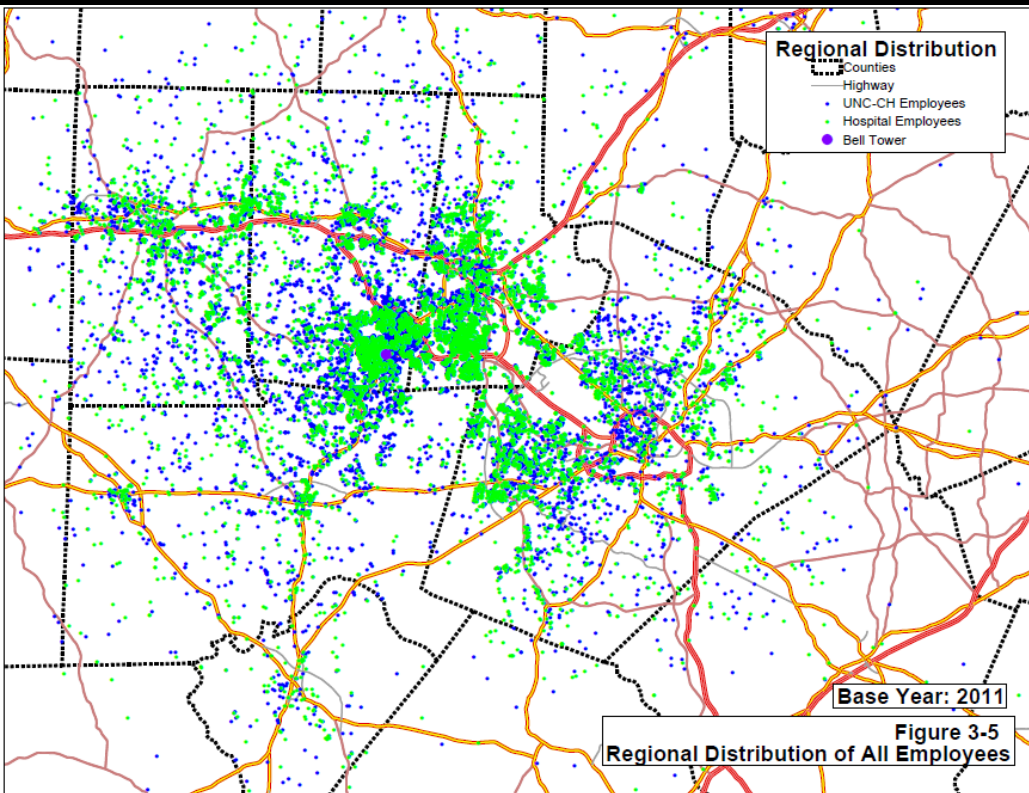 Regional Distribution
Counties
Highway
UNC-CH Employees
Hospital Employees
Bell Tower
Base Year: 2011
Figure 3-5
Regional Distribution of All Employees